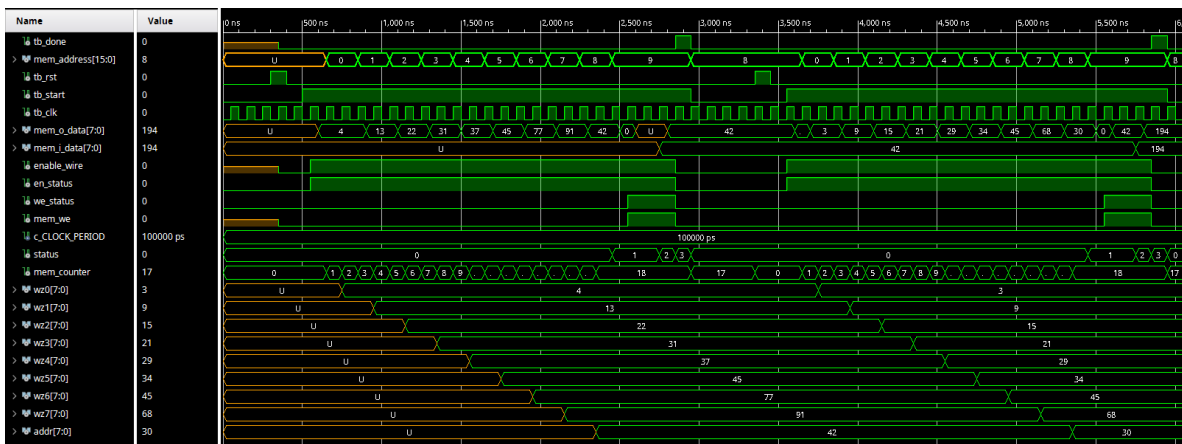 Name Value 0 ns 500 ns 1,000 ns 1,500 ns 2,000 ns 2,500 ns 3,000 ns 3,500 ns 4,000 ns 4,500 ns 5,000 ns 5,500 ns
tb_done 0
mem_address[15:0] 8 U 0 1 2 3 4 5 6 7 8 9 8 0 1 2 3 4 5 6 7 8 9 8
tb_rst 0
tb_start 0
tb_clk 0
mem_o_data[7:0] 194 U 4 13 22 31 37 45 77 91 42 0 U 42 3 9 15 21 29 34 45 68 30 0 42 194
mem_i_data[7:0] 194 U 42 194
enable_wire 0
en_status 0
we_status 0
mem_we 0
c_CLOCK_PERIOD 100000 ps 100000 ps
status 0 0 1 2 3 0 1 2 3 0
mem_counter 17 0 1 2 3 4 5 6 7 8 9 . . . . . . . . 18 17 0 1 2 3 4 5 6 7 8 9 . . . . . . . . 18 17
wz0[7:0] 3 U 4 3
wz1[7:0] 9 U 13 9
wz2[7:0] 15 U 22 15
wz3[7:0] 21 U 31 21
wz4[7:0] 29 U 37 29
wz5[7:0] 34 U 45 34
wz6[7:0] 45 U 77 45
wz7[7:0] 68 U 91 68
addr[7:0] 30 U 42 30